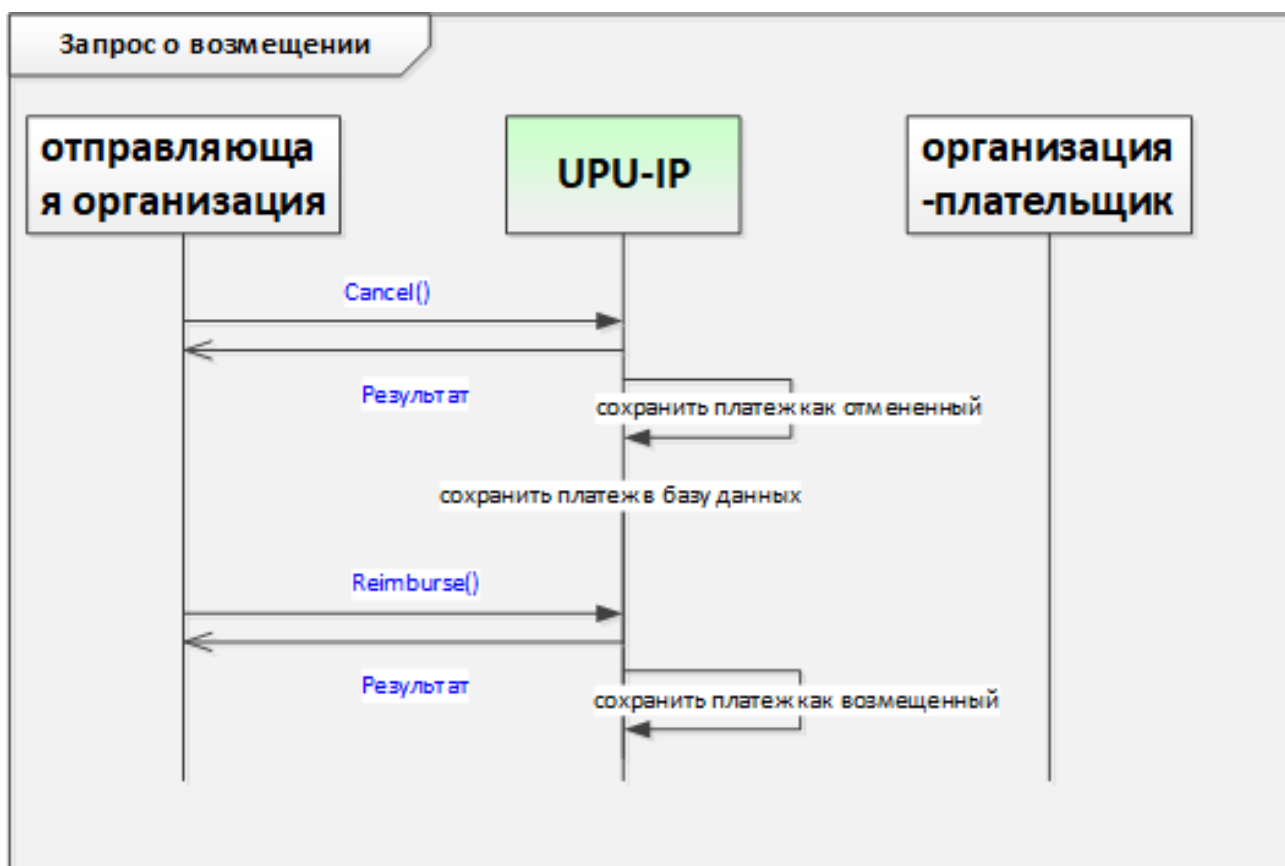 Запрос о возмещении
отправляюща
я организация
UPU-IP
организация
-плательщик
Cancel()
Результат
сохранить платеж как отмененный
сохранить платеж в базу данных
Reimburse()
Результат
сохранить платеж как возмещенный